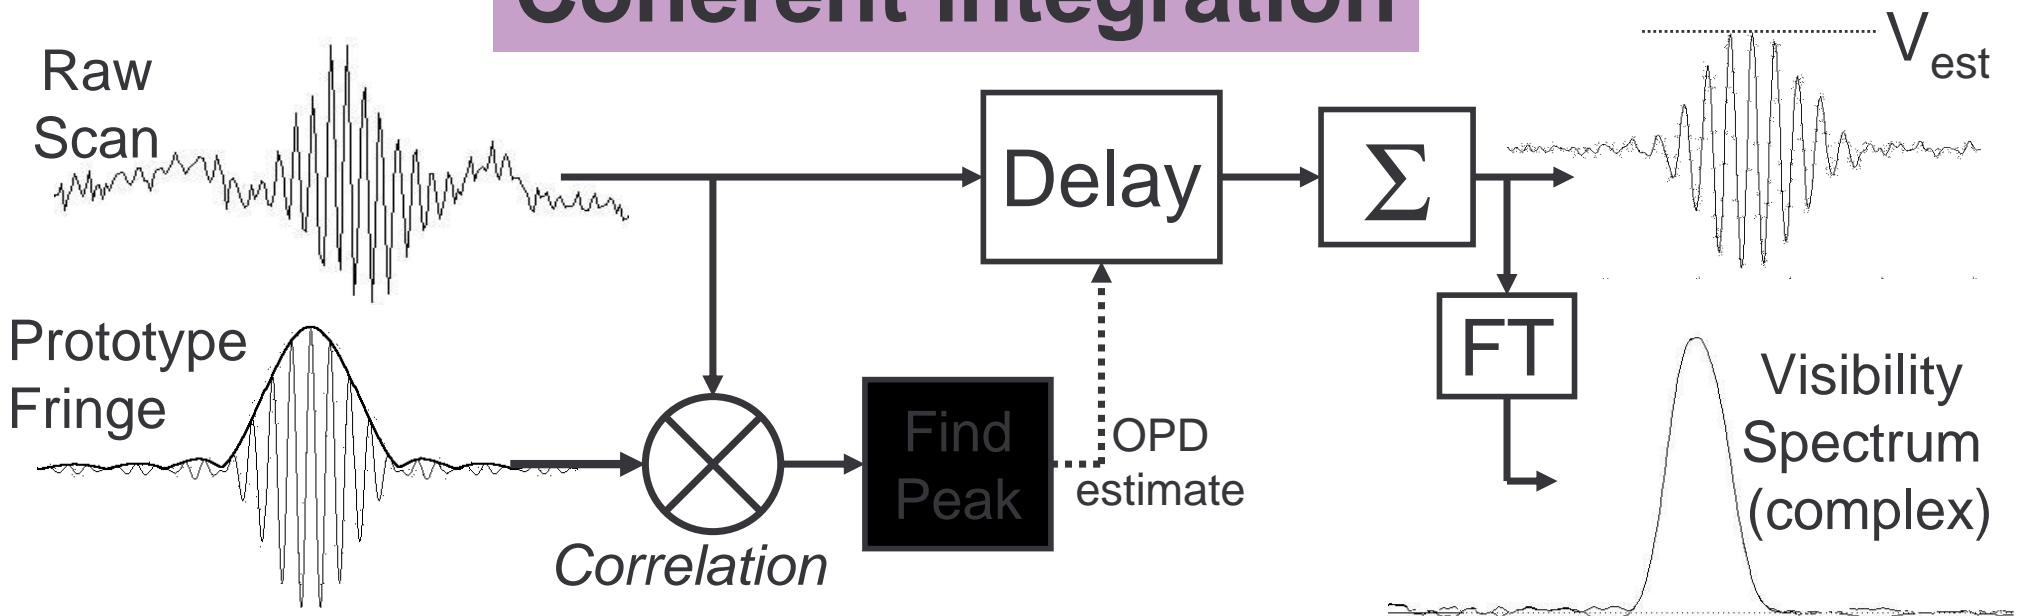 Coherent Integration
Raw
Scan
Delay
Σ
V est
Prototype
Fringe
Correlation
Find
Peak
OPD
estimate
FT
Visibility
Spectrum
(complex)